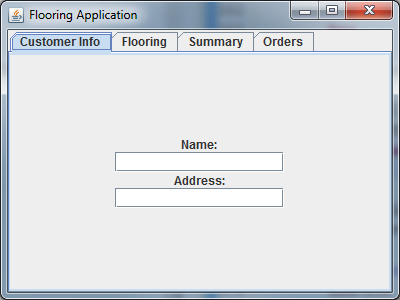 Flooring Application
Customer Info Flooring Summary Orders
Name:
Address: